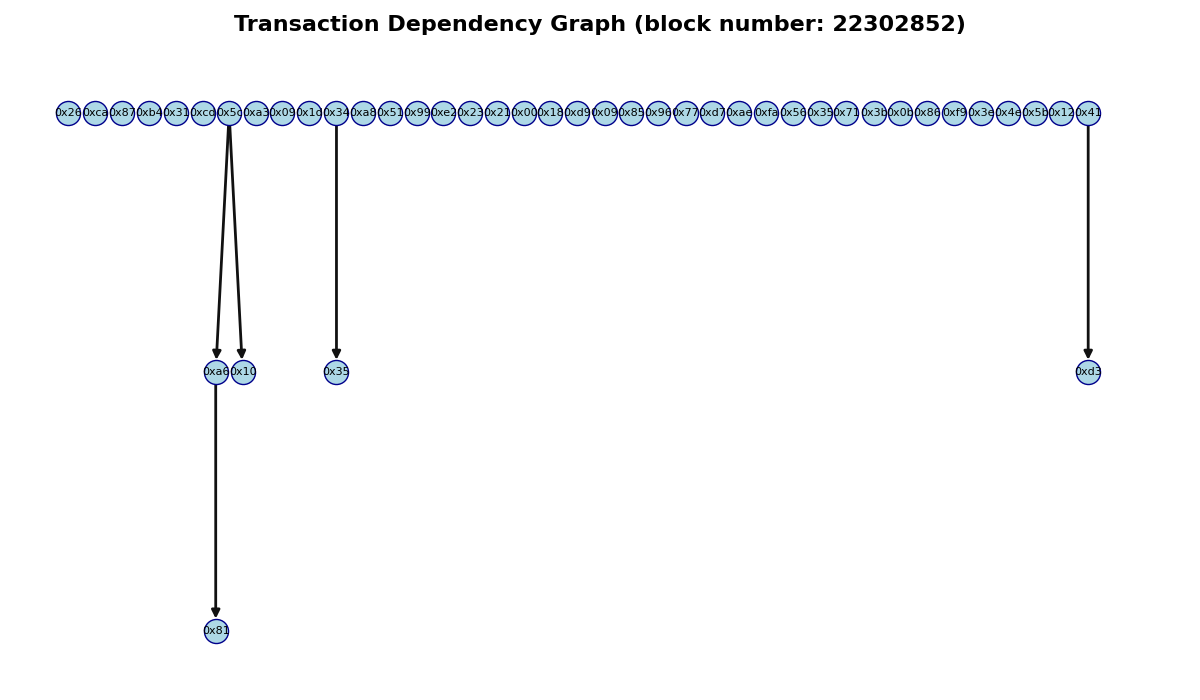 Transaction Dependency Graph (block number: 22302852)
0x26 0xca 0x87 0xb4 0x31 0xcd 0x5c 0xa3 0x09 0x1d 0x34 0xa8 0x51 0x99 0xe2 0x23 0x21 0x00 0x18 0xd9 0x09 0x85 0x96 0x77 0xd7 0xae 0xfa 0x56 0x35 0x71 0x3b 0x0b 0x86 0xf9 0x3e 0x4e 0x5b 0x12 0x41
0xa6 0x10 0x35 0xd3
0x81